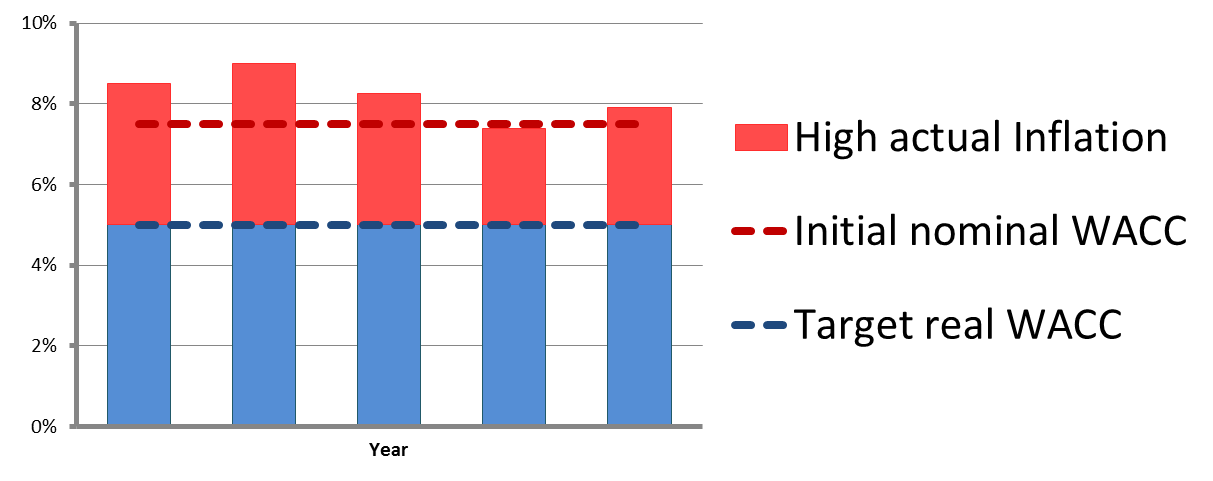 10%
8%
6%
4%
2%
0%
Year
High actual Inflation
Initial nominal WACC
Target real WACC